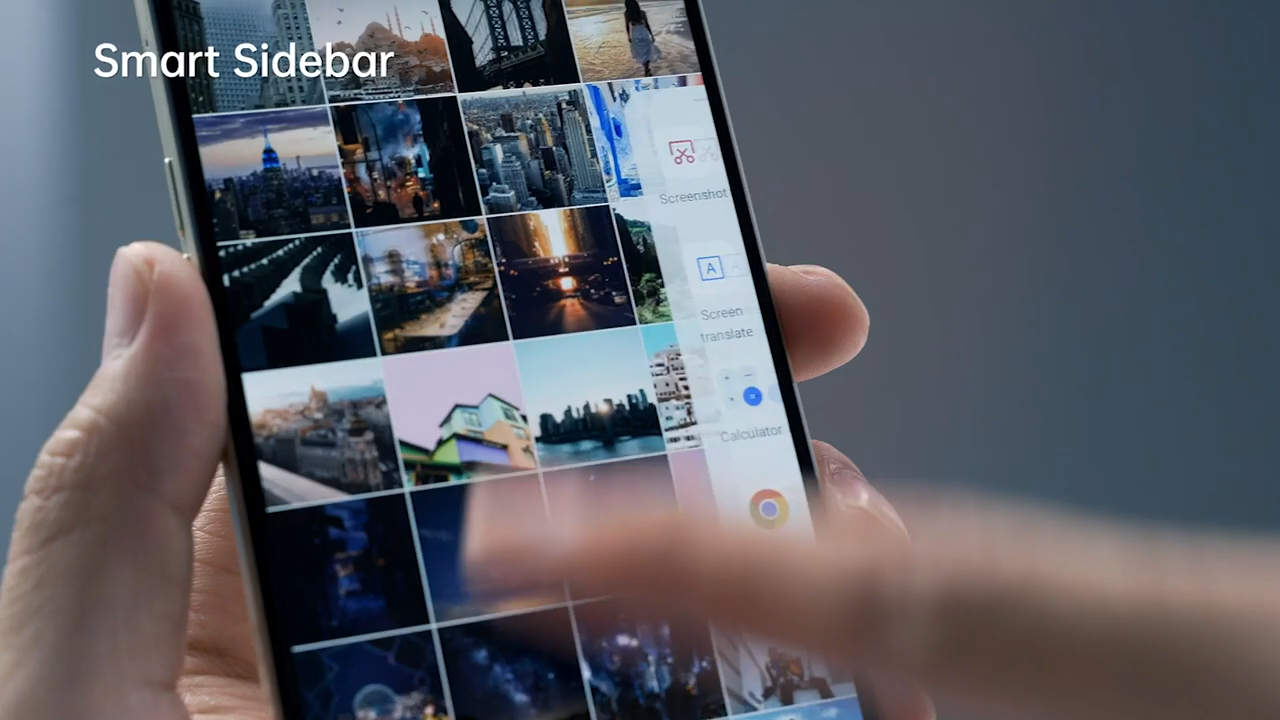 Smart Sidebar
Screenshot
A
Screen
translate
Calculator